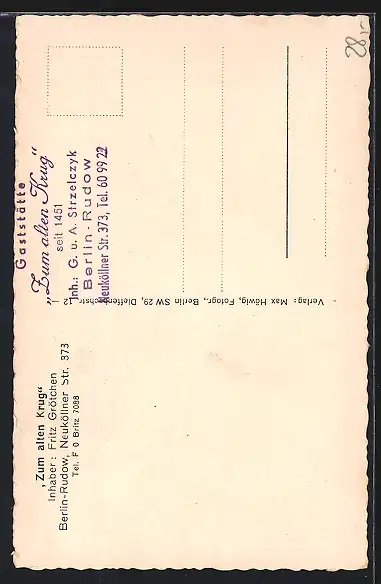 „Zum alten Krug“
Inhaber: Fritz Grötchen
Berlin-Rudow, Neuköllner Str. 373
Tel. F 0 Britz 7088
Gaststätte
„Zum alten Krug“
seit 1451
Inh.: G. u. A. Strzelczyk
Berlin-Rudow
Neuköllner Str. 373, Tel. 60 99 22
Verlag: Max Höwig, Fotogr., Berlin SW 29, Dieffenbachstr. 12